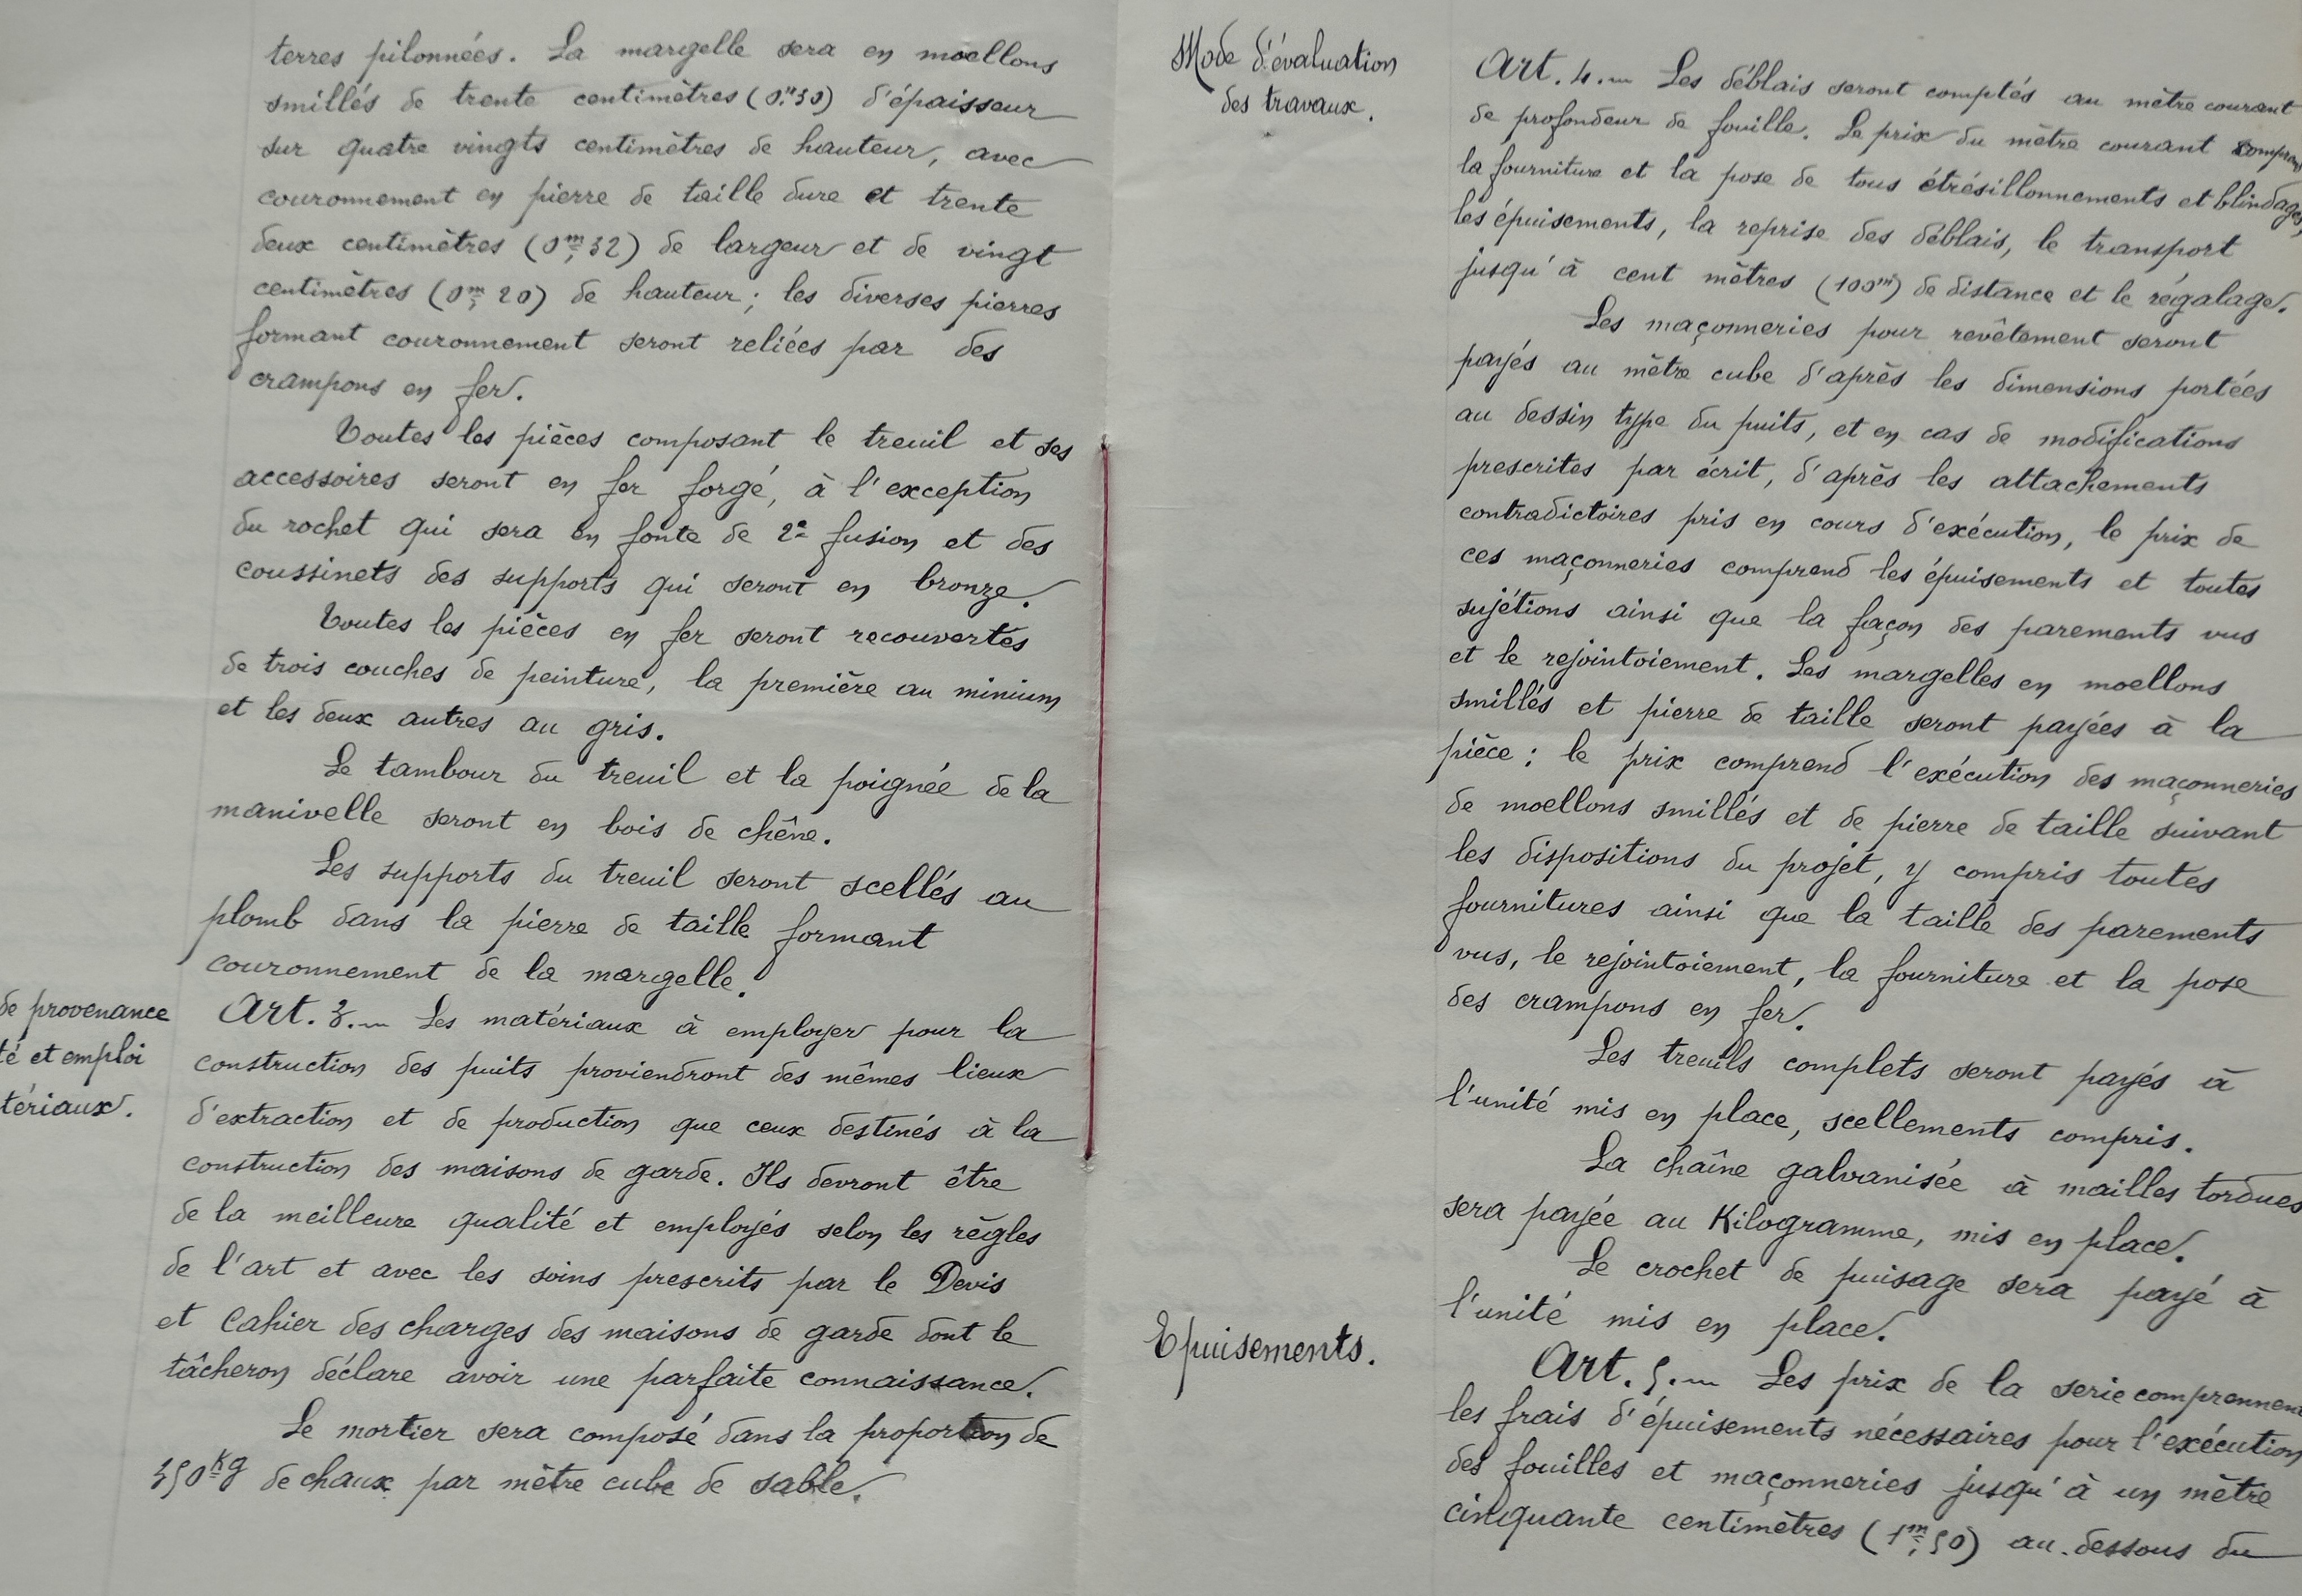 terres pilonnées. La margelle sera en moellons
smillés de trente centimètres (0,m30) d'épaisseur
sur quatre vingts centimètres de hauteur, avec
couronnement en pierre de taille dure et trente
deux centimètres (0m,32) de largeur et de vingt
centimètres (0m,20) de hauteur ; les diverses pierres
formant couronnement seront reliées par des
crampons en fer.
Toutes les pièces composant le treuil et ses
accessoires seront en fer forgé, à l'exception
du rochet qui sera en fonte de 2e fusion et des
coussinets des supports qui seront en bronze.
Toutes les pièces en fer seront recouvertes
de trois couches de peinture, la première au minium
et les deux autres au gris.
Le tambour du treuil et la poignée de la
manivelle seront en bois de chêne.
Les supports du treuil seront scellés au
plomb dans la pierre de taille formant
couronnement de la margelle.
de provenance
té et emploi
tériaux.
Art. 3. — Les matériaux à employer pour la
construction des puits proviendront des mêmes lieux
d'extraction et de production que ceux destinés à la
construction des maisons de garde. Ils devront être
de la meilleure qualité et employés selon les règles
de l'art et avec les soins prescrits par le Devis
et Cahier des charges des maisons de garde dont le
tâcheron déclare avoir une parfaite connaissance.
Le mortier sera composé dans la proportion de
350kg de chaux par mètre cube de sable.
Mode d'évaluation
des travaux.
Art. 4. — Les déblais seront comptés au mètre courant
de profondeur de fouille. Le prix du mètre courant
la fourniture et la pose de tous étrésillonnements et blindages,
les épuisements, la reprise des déblais, le transport
jusqu'à cent mètres (100m) de distance et le régalage.
Les maçonneries pour revêtement seront
payés au mètre cube d'après les dimensions portées
au dessin type du puits, et en cas de modifications
prescrites par écrit, d'après les attachements
contradictoires pris en cours d'exécution, le prix de
ces maçonneries comprend les épuisements et toutes
sujétions ainsi que la façon des parements vus
et le rejointoiement. Les margelles en moellons
smillés et pierre de taille seront payées à la
pièce : le prix comprend l'exécution des maçonneries
de moellons smillés et de pierre de taille suivant
les dispositions du projet, y compris toutes
fournitures ainsi que la taille des parements
vus, le rejointoiement, la fourniture et la pose
des crampons en fer.
Les treuils complets seront payés à
l'unité mis en place, scellements compris.
La chaîne galvanisée à mailles tordues
sera payée au Kilogramme, mis en place.
Le crochet de puisage sera payé à
l'unité mis en place.
Epuisements.
Art. 5. — Les prix de la serie comprennent
les frais d'épuisements nécessaires pour l'exécution
des fouilles et maçonneries jusqu'à un mètre
cinquante centimètres (1m,50) au-dessous du